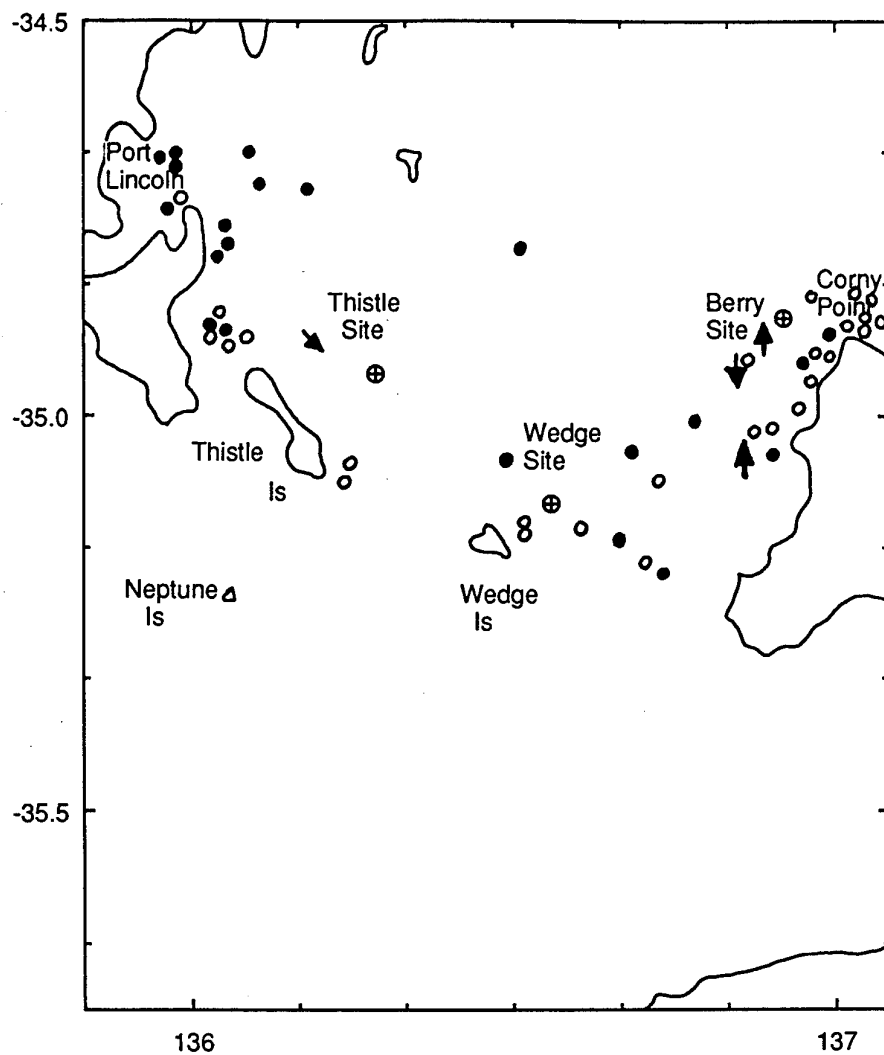 -34.5
Port
Lincoln
Thistle
Site
Berry
Site
Corny
Point
-35.0
Thistle
Is
Wedge
Site
Neptune
Is
Wedge
Is
-35.5
136
137